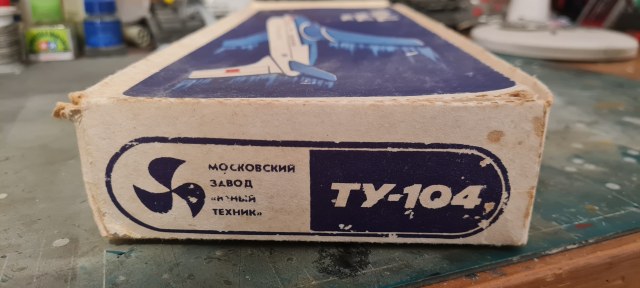 МОСКОВСКИЙ
ЗАВОД
«ЮНЫЙ
ТЕХНИК»
ТУ-104